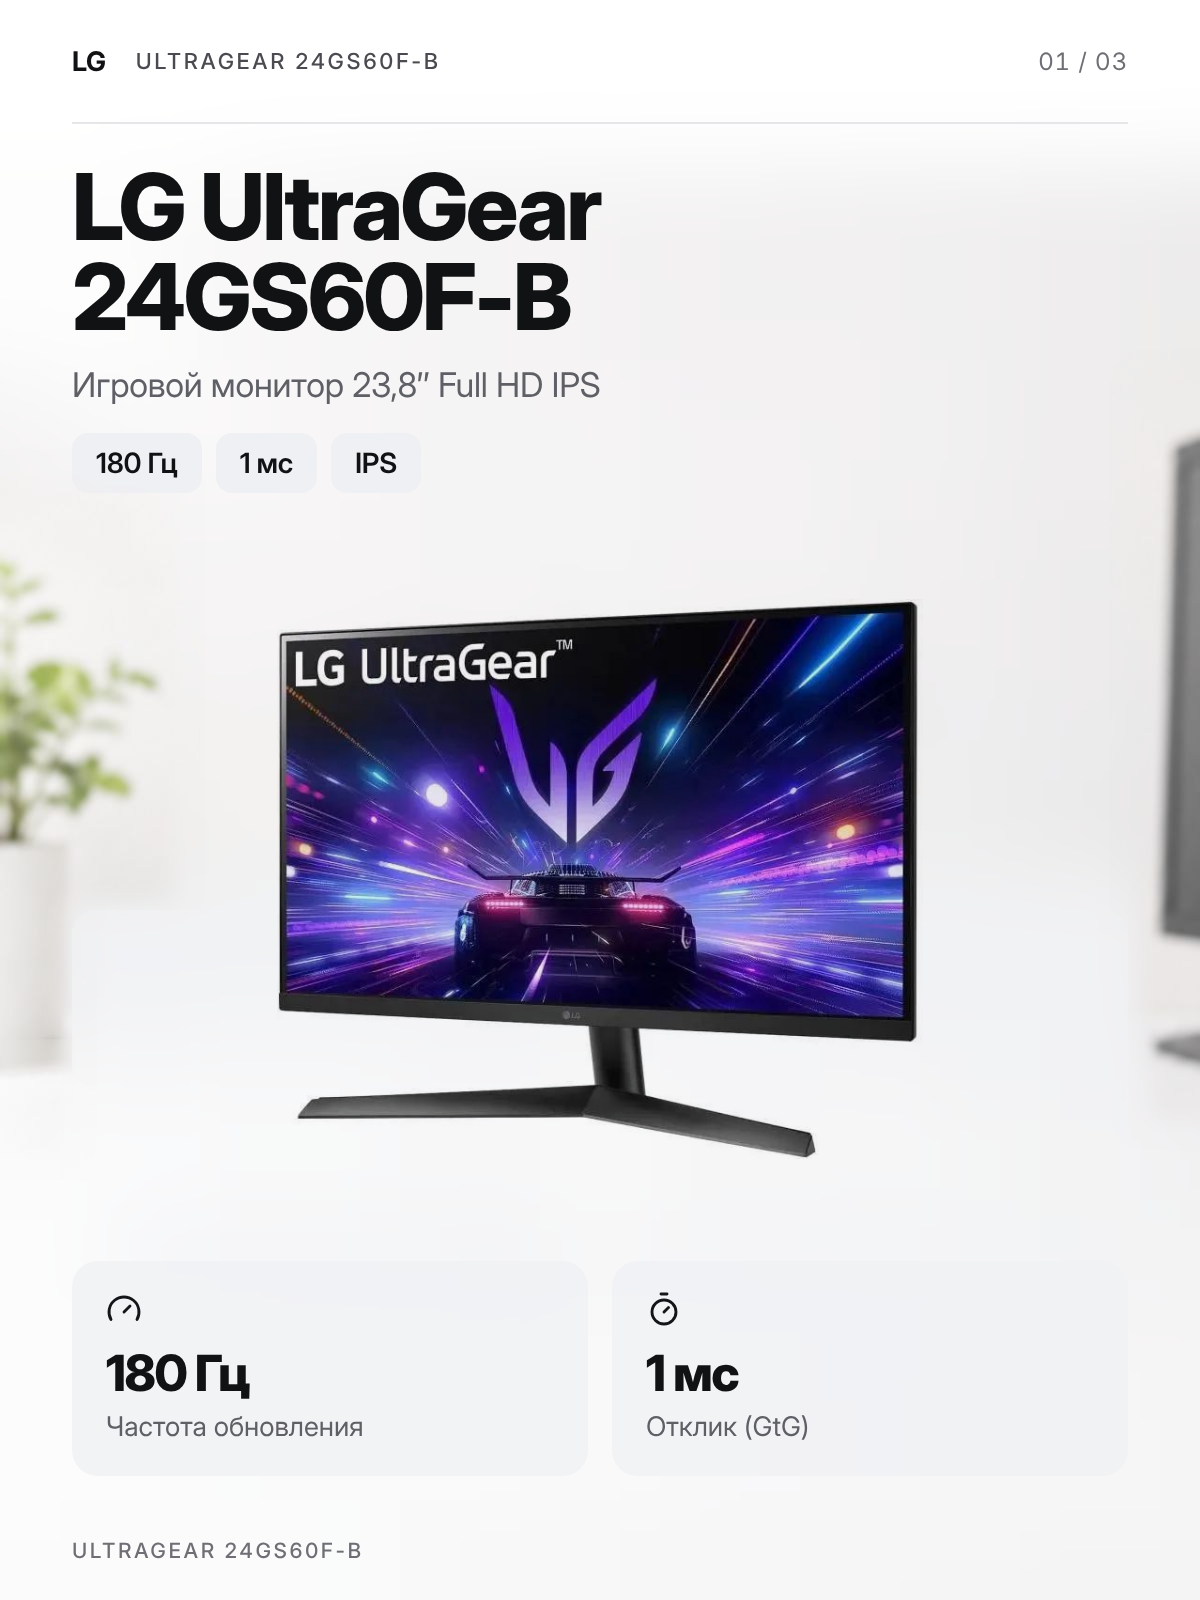 LG ULTRAGEAR 24GS60F-B 01 / 03
LG UltraGear
24GS60F-B
Игровой монитор 23,8″ Full HD IPS
180 Гц 1 мс IPS
LG UltraGear™
LG
180 Гц
Частота обновления
1 мс
Отклик (GtG)
ULTRAGEAR 24GS60F-B